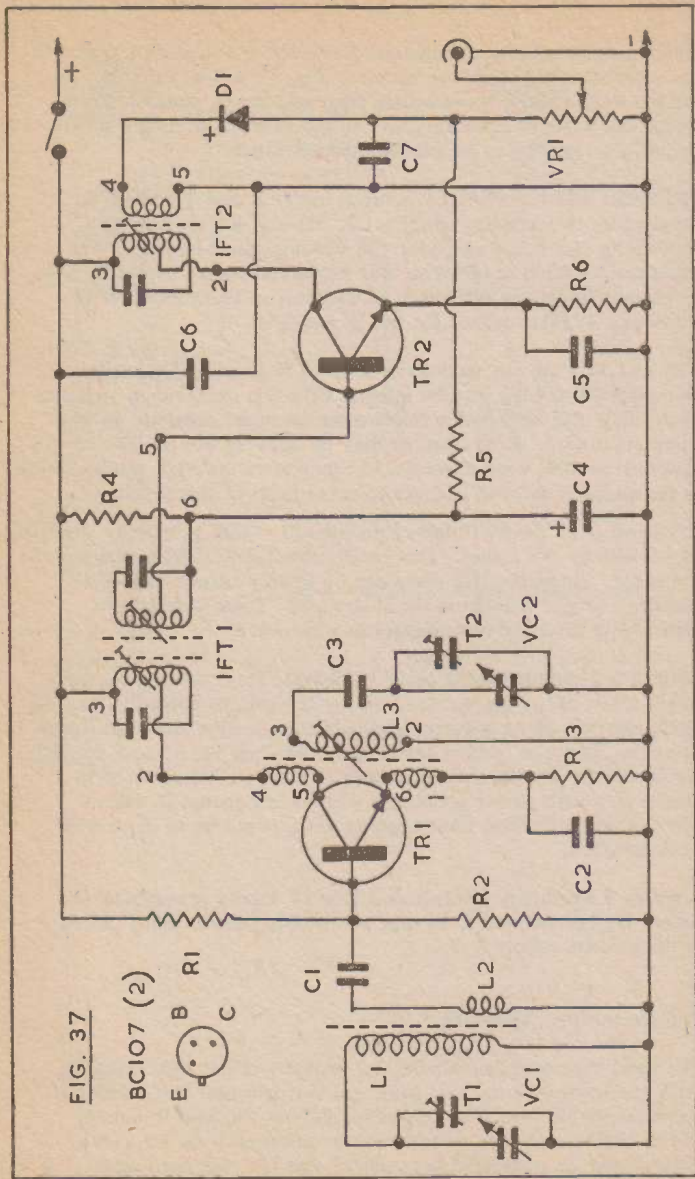 FIG. 37
BC107 (2)
E
B
C
R1
C1
L1
L2
T1
VC1
R2
TR1
2
3
IFT1
4
5
6
1
3
2
L3
C3
T2
VC2
C2
R 3
R4
5
6
TR2
R5
C4
+
C5
R6
C6
3
2
IFT2
4
5
D1
+
C7
VR1
+
-